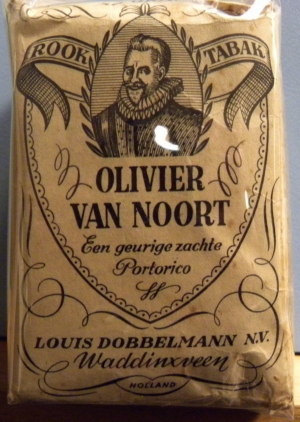 ROOK TABAK
OLIVIER
VAN NOORT
Een geurige zachte
Portorico
LOUIS DOBBELMANN N.V.
Waddinxveen
HOLLAND